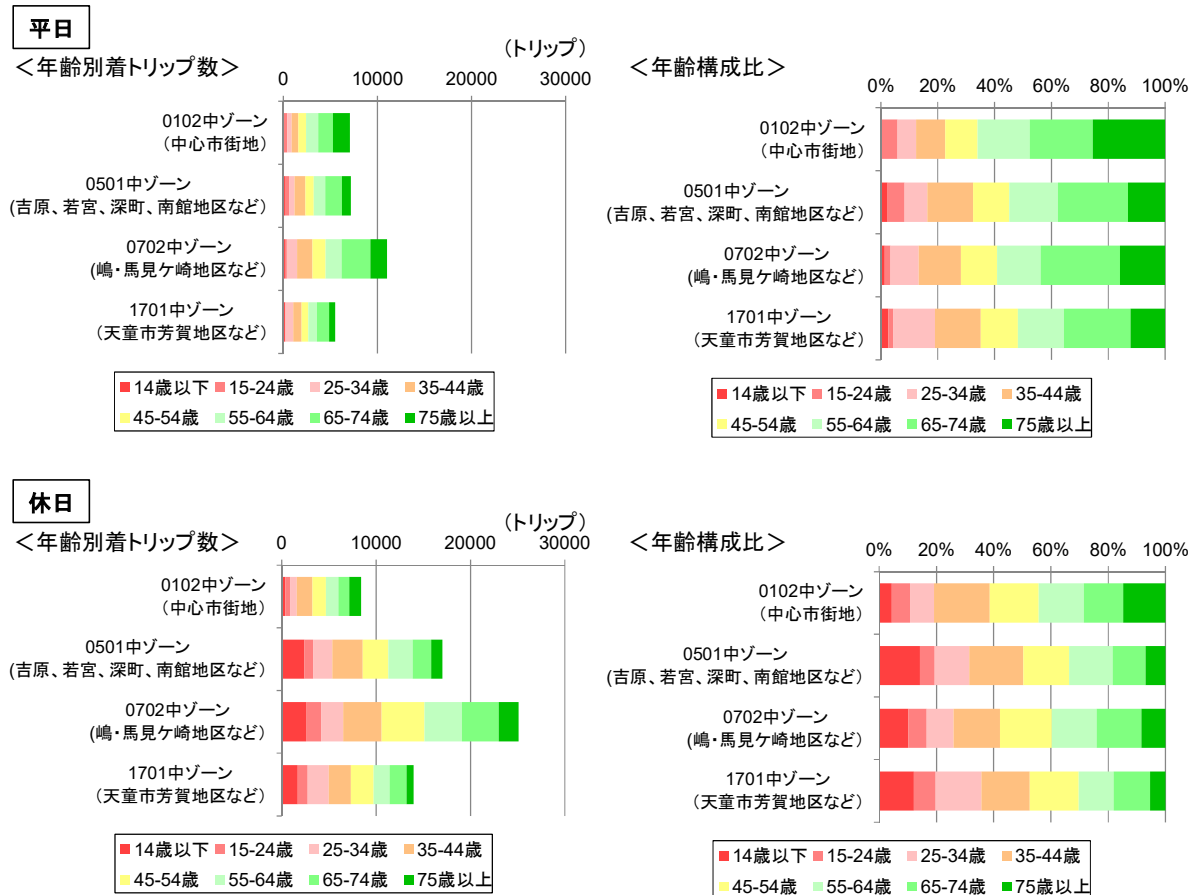 平日
(トリップ)
＜年齢別着トリップ数＞
0 10000 20000 30000
0102中ゾーン
（中心市街地）
0501中ゾーン
(吉原、若宮、深町、南館地区など）
0702中ゾーン
(嶋・馬見ケ崎地区など）
1701中ゾーン
（天童市芳賀地区など）
14歳以下 15-24歳 25-34歳 35-44歳
45-54歳 55-64歳 65-74歳 75歳以上
＜年齢構成比＞
0% 20% 40% 60% 80% 100%
0102中ゾーン
（中心市街地）
0501中ゾーン
(吉原、若宮、深町、南館地区など）
0702中ゾーン
(嶋・馬見ケ崎地区など）
1701中ゾーン
（天童市芳賀地区など）
14歳以下 15-24歳 25-34歳 35-44歳
45-54歳 55-64歳 65-74歳 75歳以上
休日
(トリップ)
＜年齢別着トリップ数＞
0 10000 20000 30000
0102中ゾーン
（中心市街地）
0501中ゾーン
(吉原、若宮、深町、南館地区など）
0702中ゾーン
(嶋・馬見ケ崎地区など）
1701中ゾーン
（天童市芳賀地区など）
14歳以下 15-24歳 25-34歳 35-44歳
45-54歳 55-64歳 65-74歳 75歳以上
＜年齢構成比＞
0% 20% 40% 60% 80% 100%
0102中ゾーン
（中心市街地）
0501中ゾーン
(吉原、若宮、深町、南館地区など）
0702中ゾーン
(嶋・馬見ケ崎地区など）
1701中ゾーン
（天童市芳賀地区など）
14歳以下 15-24歳 25-34歳 35-44歳
45-54歳 55-64歳 65-74歳 75歳以上